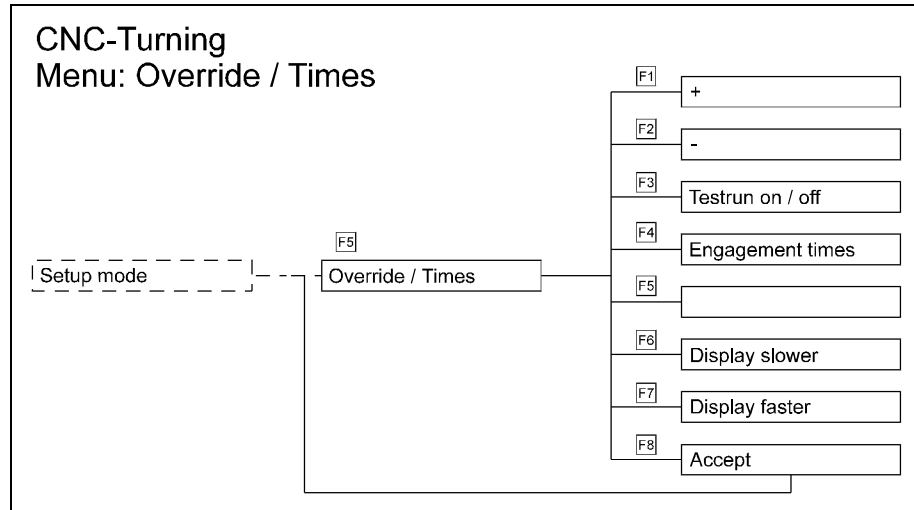 CNC-Turning
Menu: Override / Times
F1
+
F2
-
F3
Testrun on / off
F4
Engagement times
F5
Setup mode
Override / Times
F5
F6
Display slower
F7
Display faster
F8
Accept